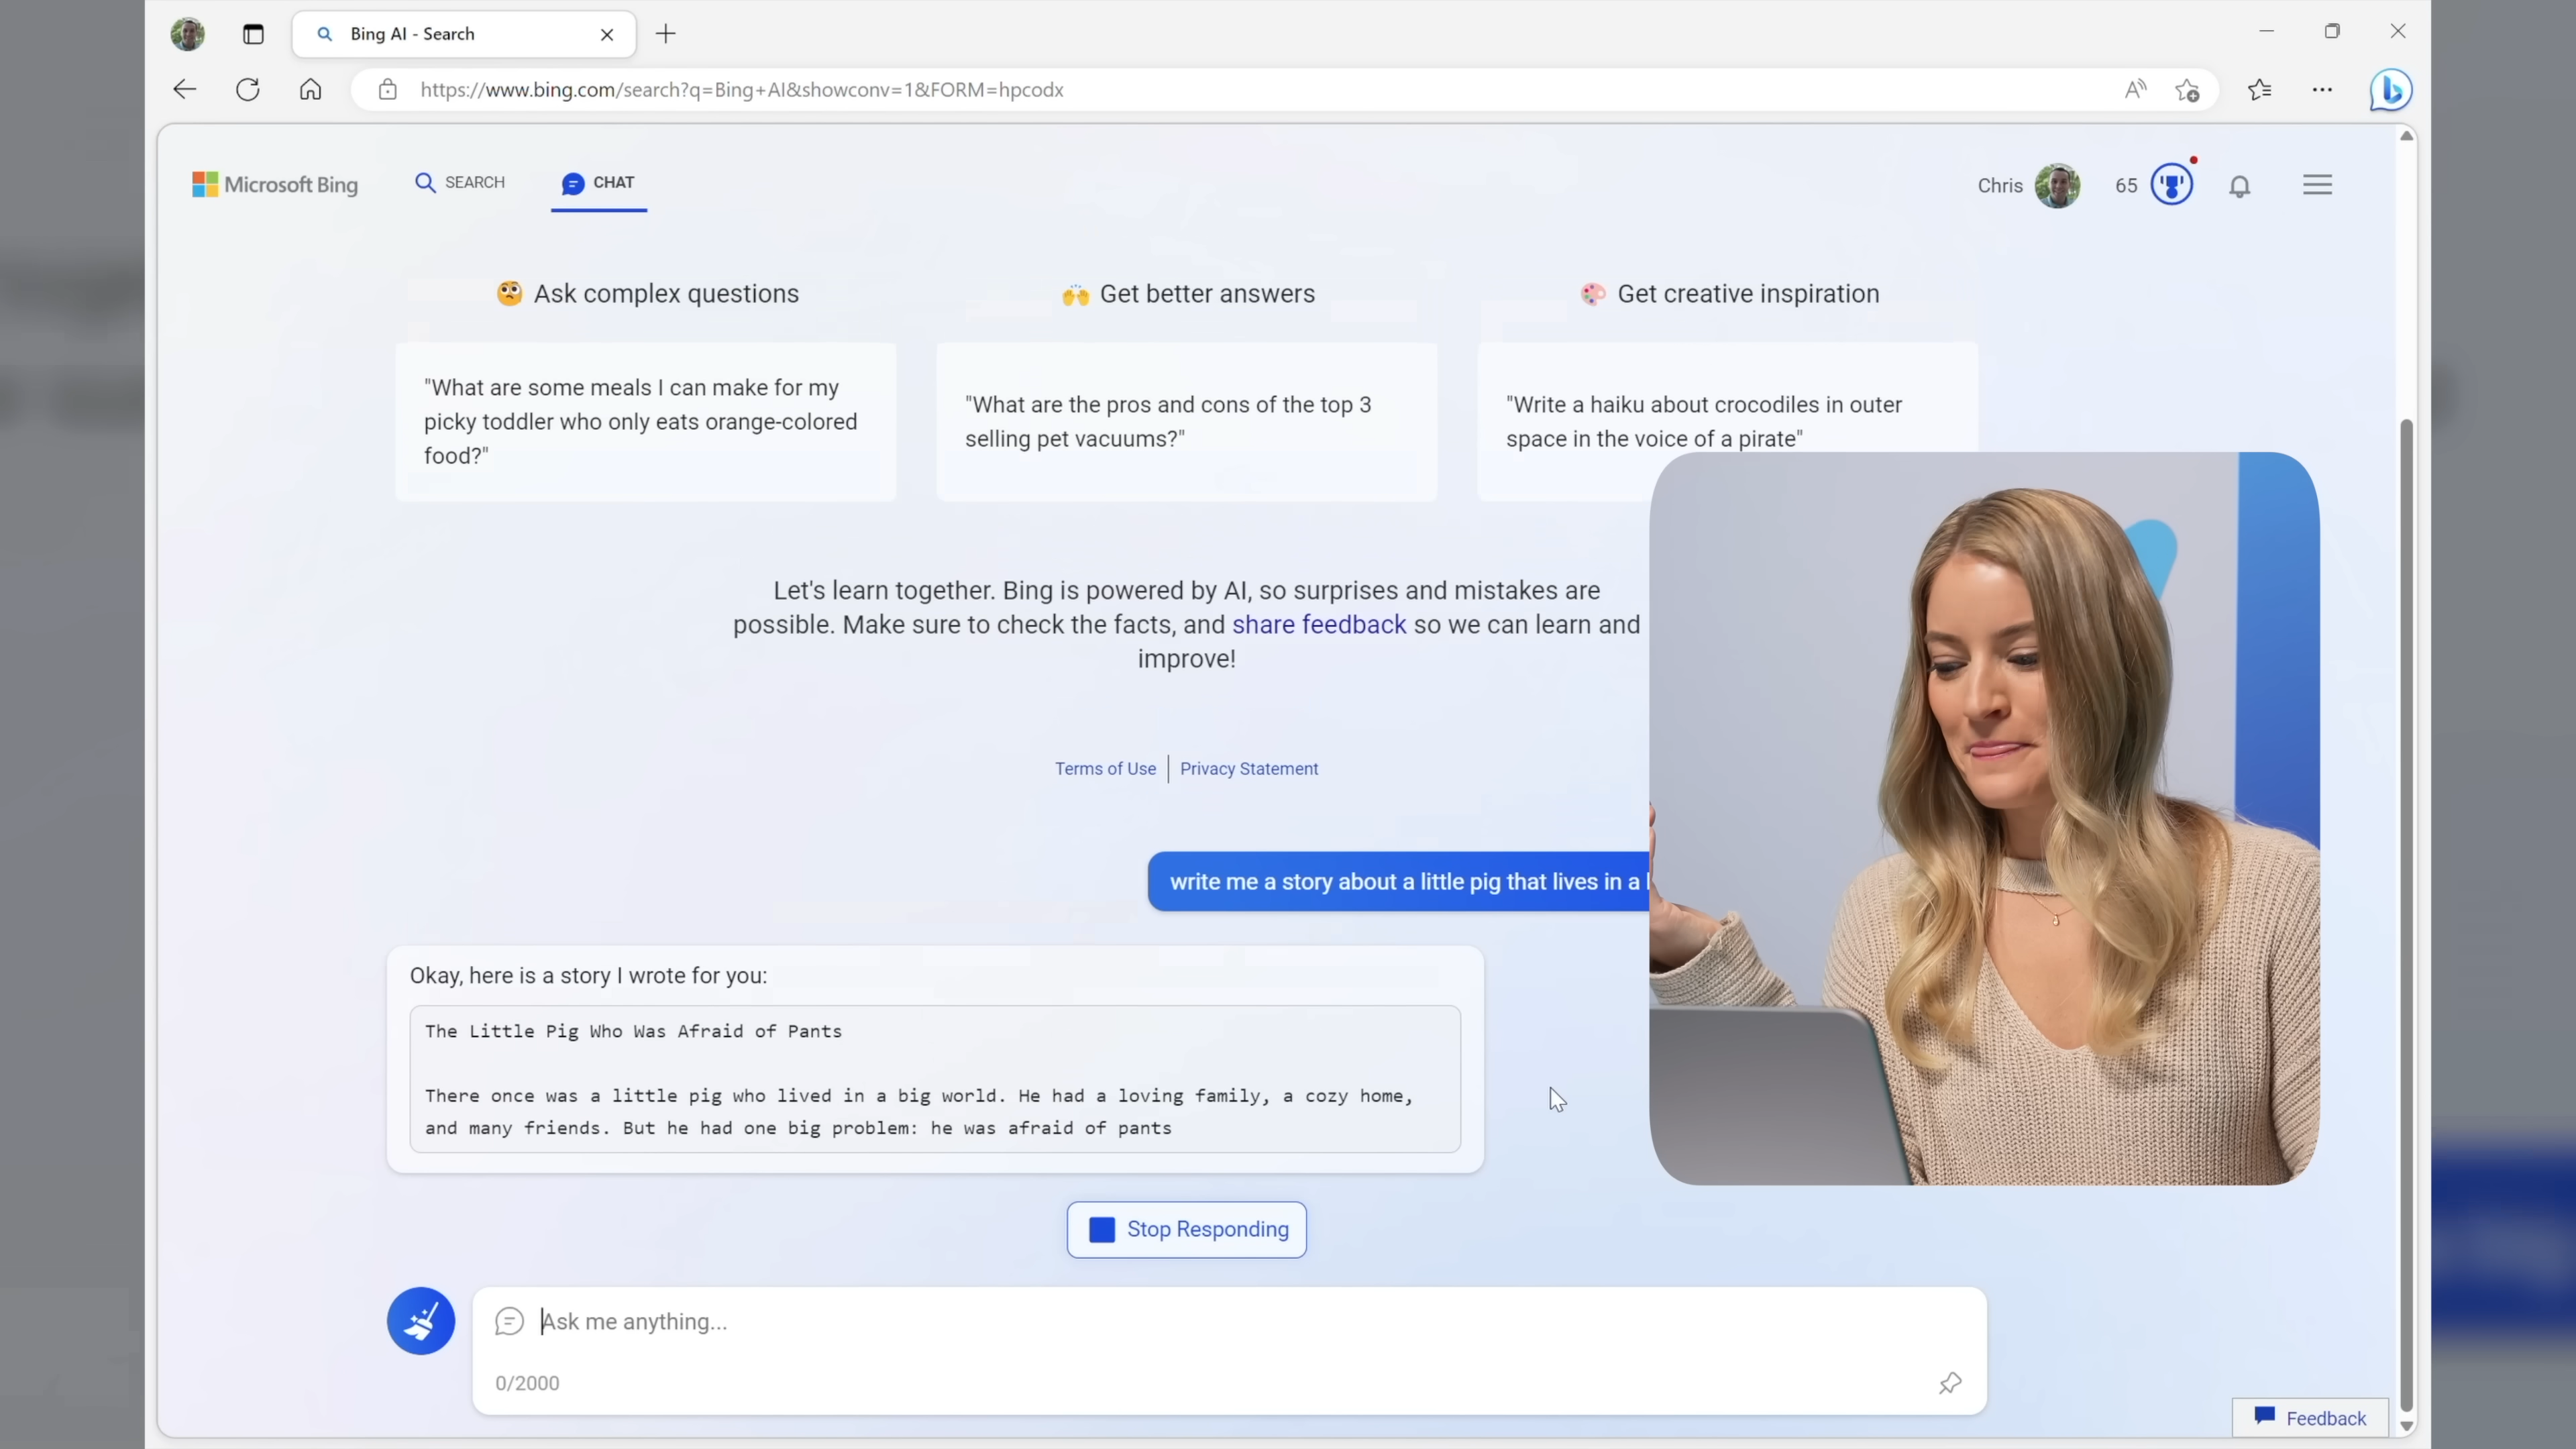 Bing AI - Search
https://www.bing.com/search?q=Bing+AI&showconv=1&FORM=hpcodx
Microsoft Bing
SEARCH
CHAT
Chris
65
Ask complex questions
Get better answers
Get creative inspiration
"What are some meals I can make for my
picky toddler who only eats orange-colored
food?"
"What are the pros and cons of the top 3
selling pet vacuums?"
"Write a haiku about crocodiles in outer
space in the voice of a pirate"
Let's learn together. Bing is powered by AI, so surprises and mistakes are
possible. Make sure to check the facts, and share feedback so we can learn and
improve!
Terms of Use | Privacy Statement
write me a story about a little pig that lives in a
Okay, here is a story I wrote for you:
The Little Pig Who Was Afraid of Pants
There once was a little pig who lived in a big world. He had a loving family, a cozy home,
and many friends. But he had one big problem: he was afraid of pants
Stop Responding
Ask me anything...
0/2000
Feedback